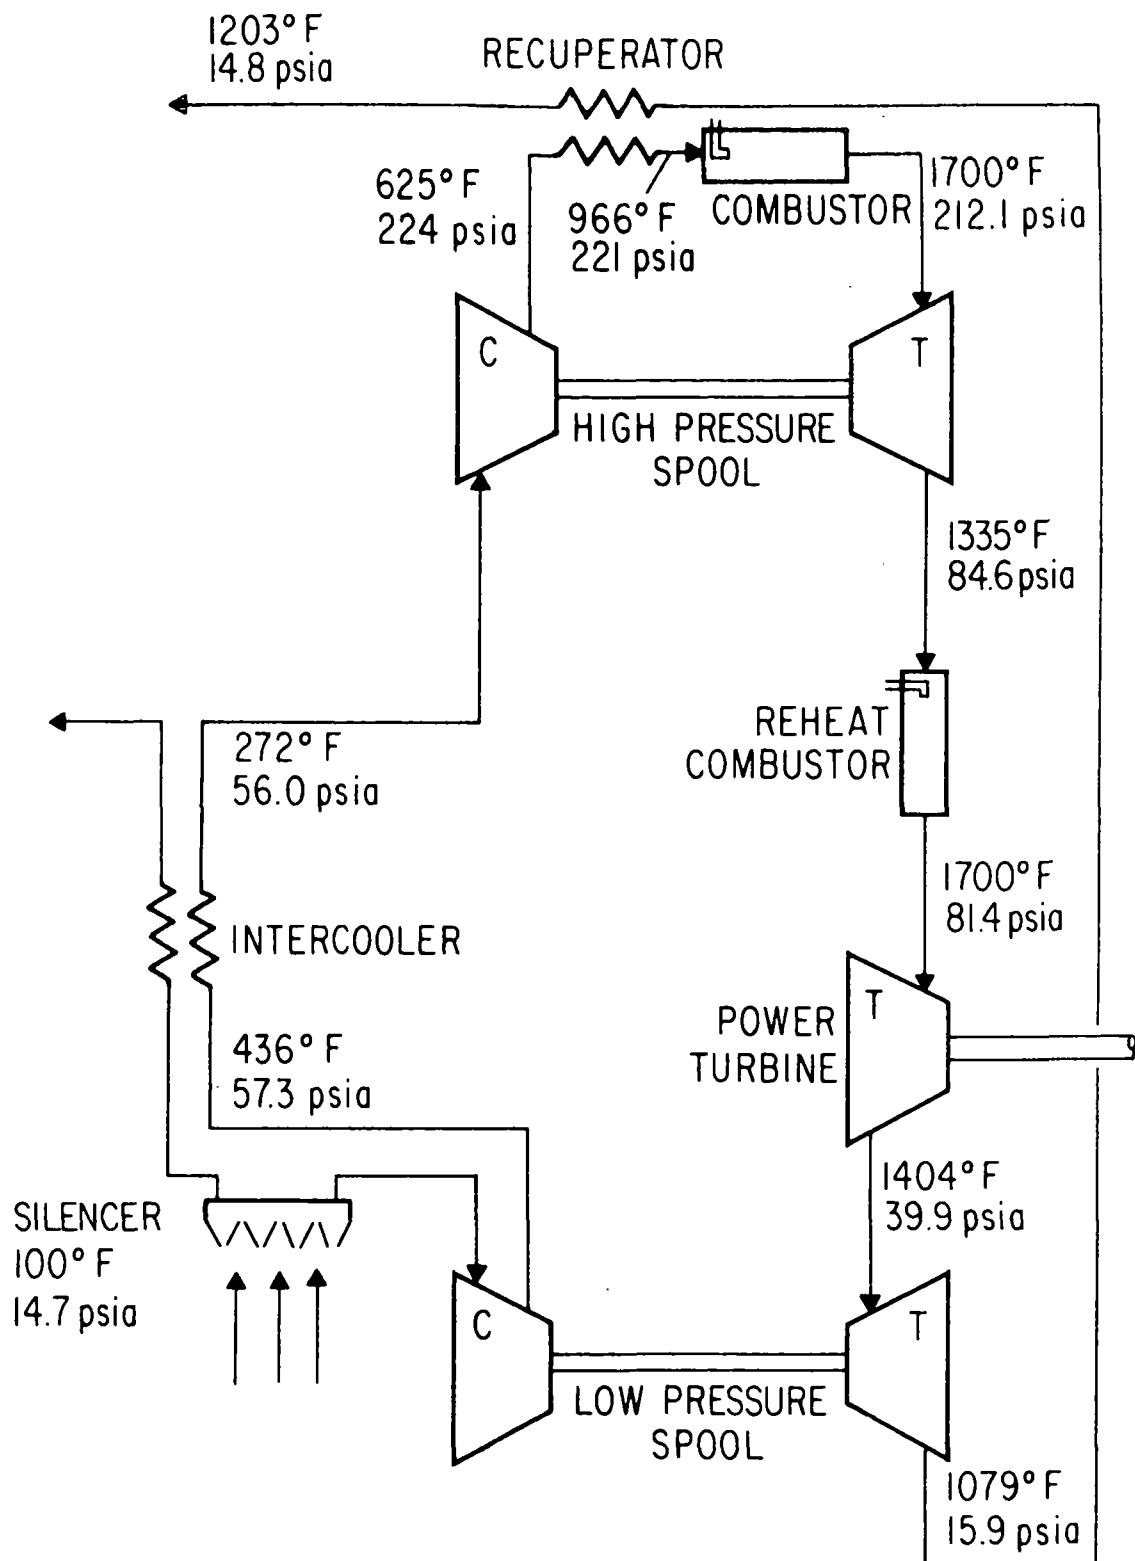 1203° F
14.8 psia
RECUPERATOR
625° F
224 psia
966° F
221 psia
COMBUSTOR
1700° F
212.1 psia
C
T
HIGH PRESSURE
SPOOL
1335° F
84.6 psia
272° F
56.0 psia
REHEAT
COMBUSTOR
1700° F
81.4 psia
INTERCOOLER
T
POWER
TURBINE
436° F
57.3 psia
1404° F
39.9 psia
SILENCER
100° F
14.7 psia
C
T
LOW PRESSURE
SPOOL
1079° F
15.9 psia